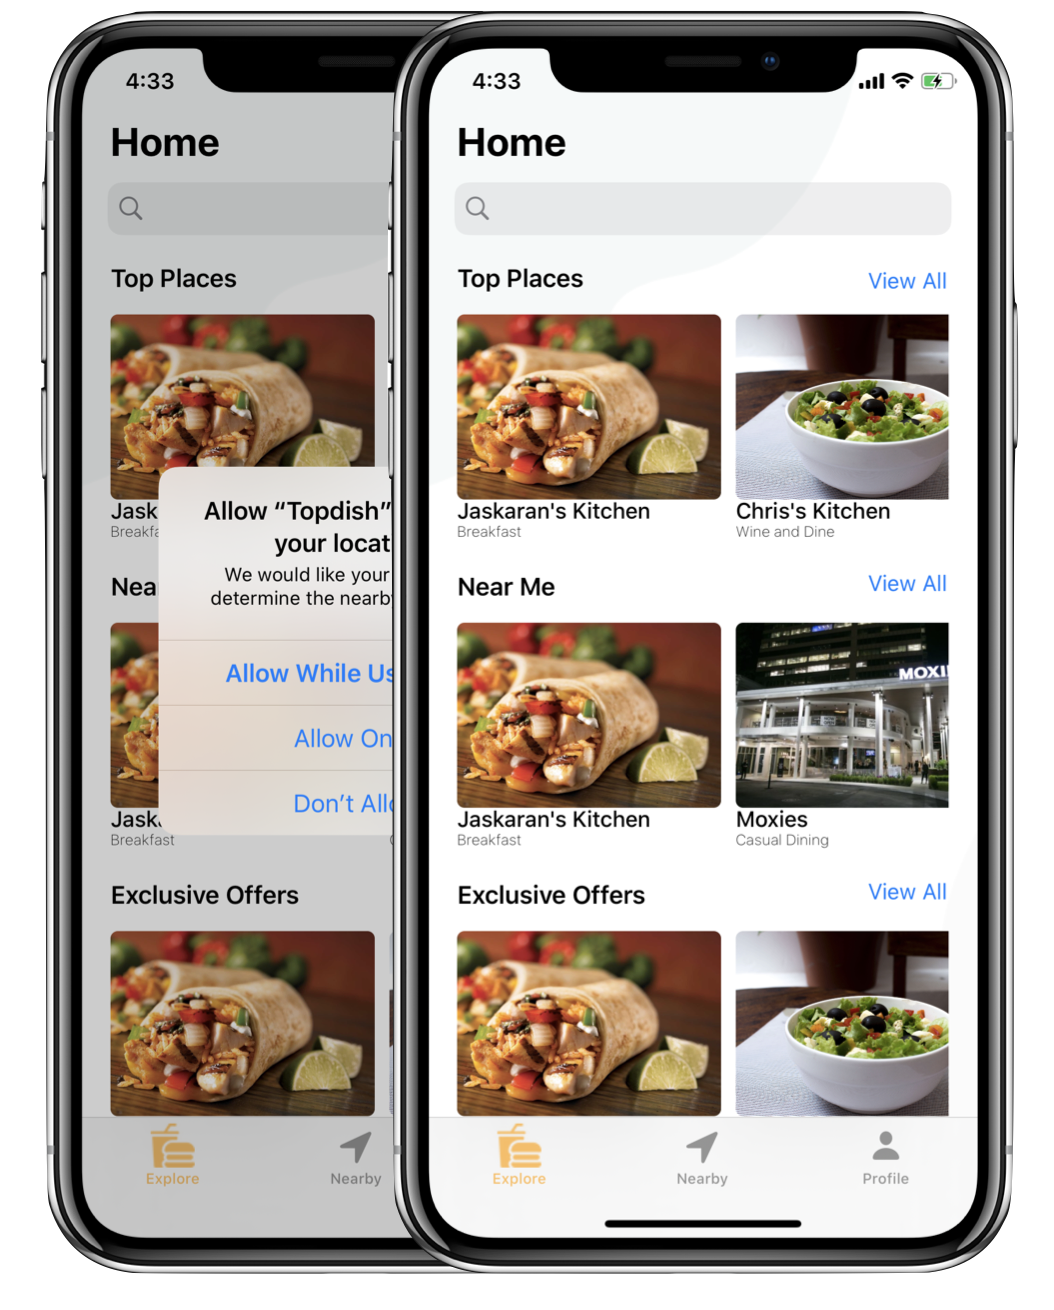 4:33
Home
Top Places
Jask
Breakfa
Allow “Topdish”
your locat
We would like your
determine the nearb
Allow While Us
Allow On
Don’t Allo
Nea
Jask
Breakfast
Exclusive Offers
Explore
Nearby
4:33
Home
Top Places
View All
Jaskaran's Kitchen
Chris's Kitchen
Breakfast
Wine and Dine
Near Me
View All
MOXI
Jaskaran's Kitchen
Moxies
Breakfast
Casual Dining
Exclusive Offers
View All
Explore
Nearby
Profile